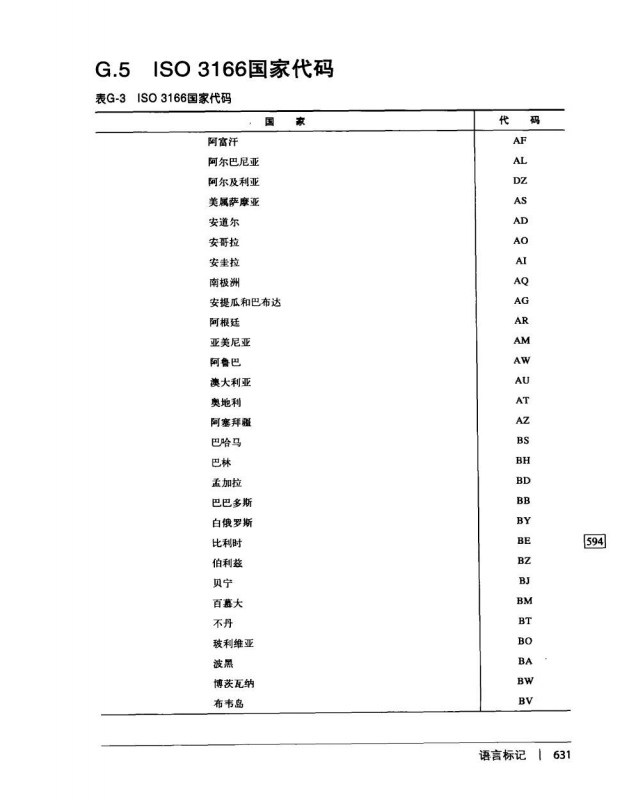 G.5 ISO 3166国家代码
表G-3 ISO 3166国家代码
国 家 代 码
阿富汗 AF
阿尔巴尼亚 AL
阿尔及利亚 DZ
美属萨摩亚 AS
安道尔 AD
安哥拉 AO
安圭拉 AI
南极洲 AQ
安提瓜和巴布达 AG
阿根廷 AR
亚美尼亚 AM
阿鲁巴 AW
澳大利亚 AU
奥地利 AT
阿塞拜疆 AZ
巴哈马 BS
巴林 BH
孟加拉 BD
巴巴多斯 BB
白俄罗斯 BY
比利时 BE
594
伯利兹 BZ
贝宁 BJ
百慕大 BM
不丹 BT
玻利维亚 BO
波黑 BA
博茨瓦纳 BW
布韦岛 BV
语言标记 | 631